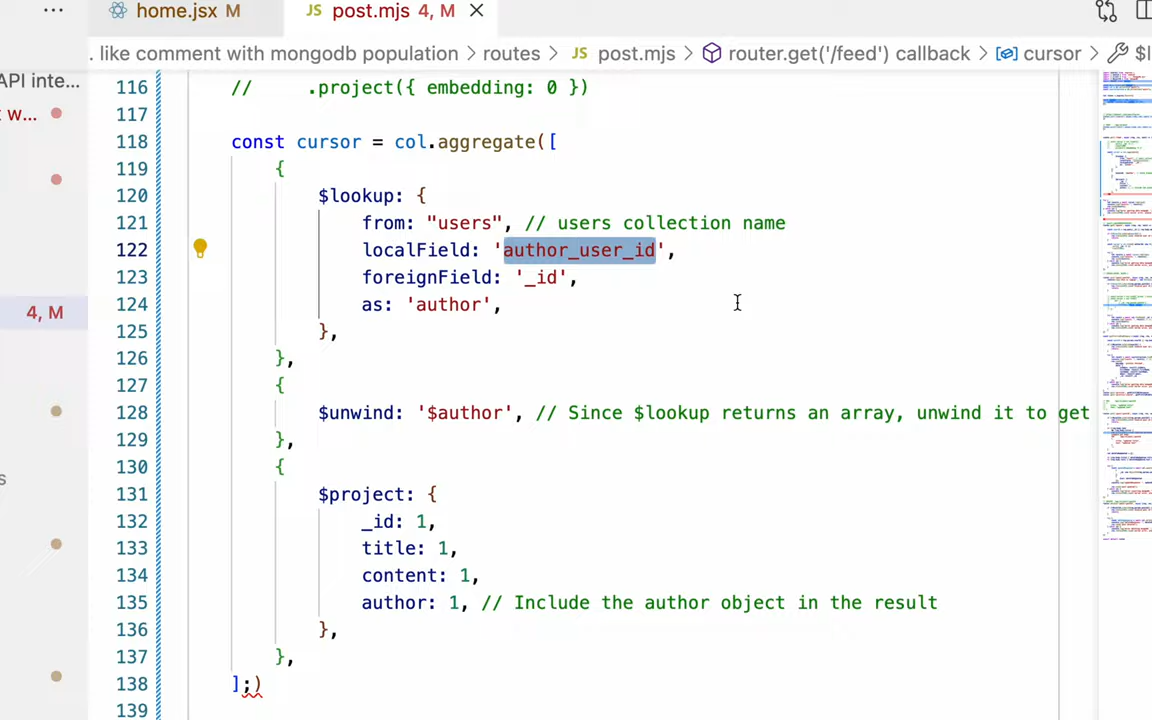 ··· home.jsx M JS post.mjs 4, M ×
. like comment with mongodb population > routes > JS post.mjs > router.get('/feed') callback > cursor > $l
API inte...
t w...
4, M
s
116 // .project({ embedding: 0 })
117
118 const cursor = col.aggregate([
119 {
120 $lookup: {
121 from: "users", // users collection name
122 localField: 'author_user_id',
123 foreignField: '_id',
124 as: 'author',
125 },
126 },
127 {
128 $unwind: '$author', // Since $lookup returns an array, unwind it to get
129 },
130 {
131 $project: {
132 _id: 1,
133 title: 1,
134 content: 1,
135 author: 1, // Include the author object in the result
136 },
137 },
138 ];)
139